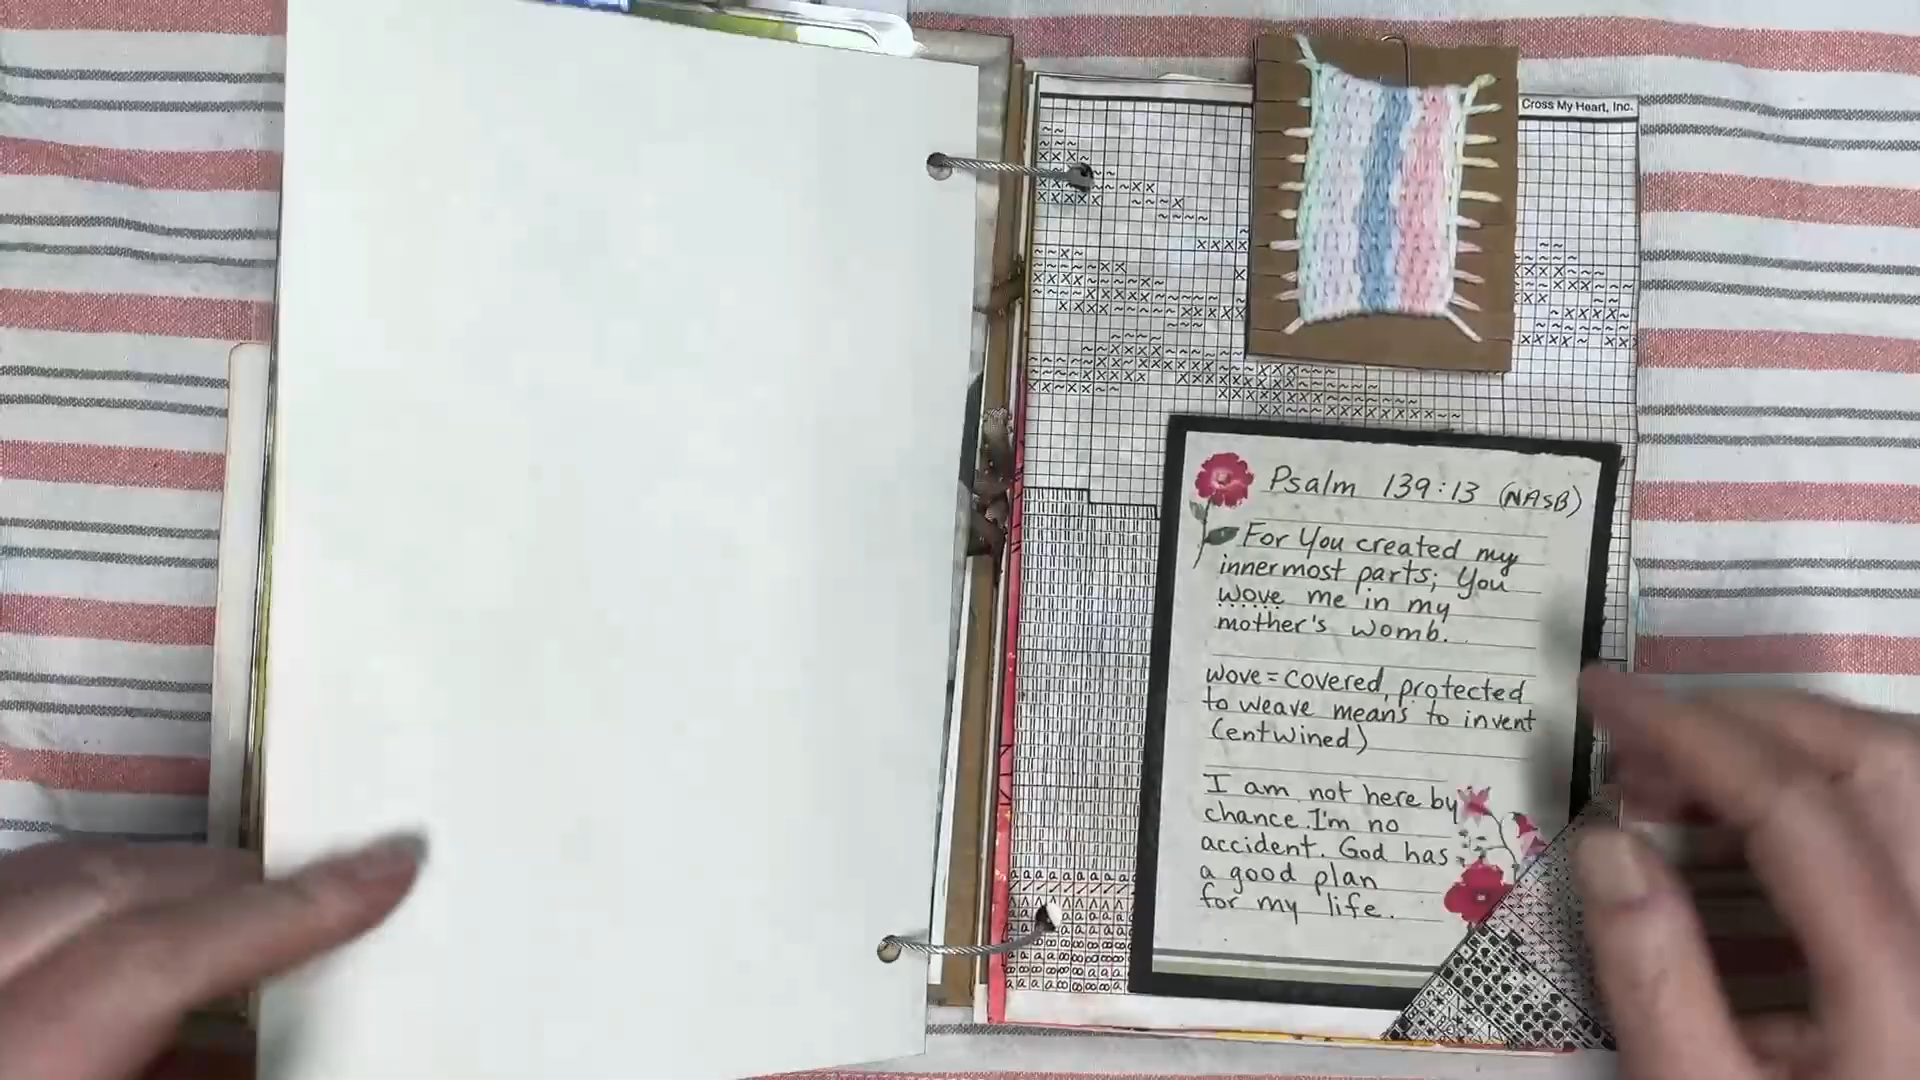 Cross My Heart, Inc.
Psalm 139:13 (NASB)
For You created my
innermost parts; You
wove me in my
mother's womb.
wove = covered, protected
to weave means to invent
(entwined)
I am not here by
chance. I'm no
accident. God has
a good plan
for my life.